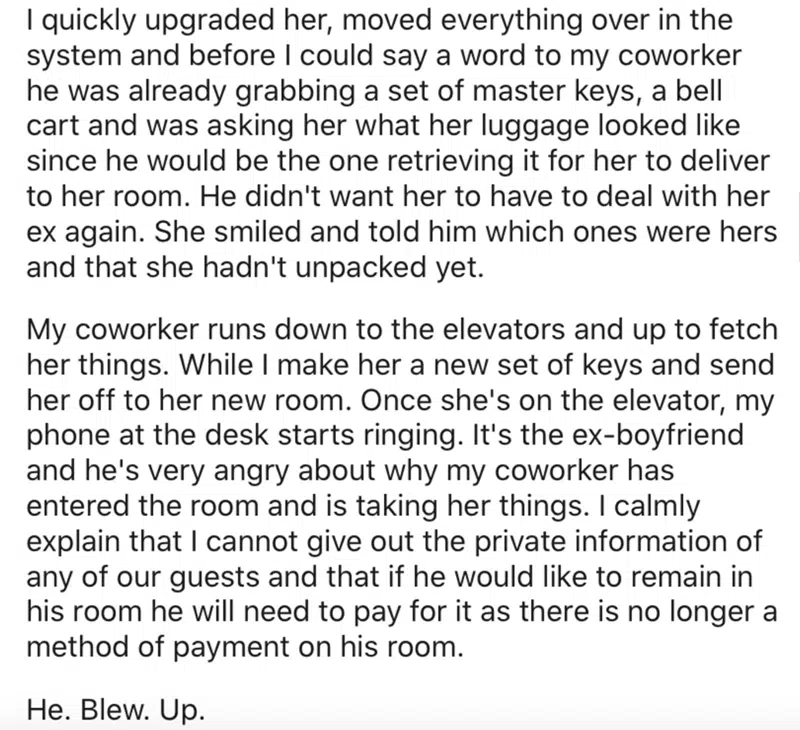 I quickly upgraded her, moved everything over in the
system and before I could say a word to my coworker
he was already grabbing a set of master keys, a bell
cart and was asking her what her luggage looked like
since he would be the one retrieving it for her to deliver
to her room. He didn't want her to have to deal with her
ex again. She smiled and told him which ones were hers
and that she hadn't unpacked yet.
My coworker runs down to the elevators and up to fetch
her things. While I make her a new set of keys and send
her off to her new room. Once she's on the elevator, my
phone at the desk starts ringing. It's the ex-boyfriend
and he's very angry about why my coworker has
entered the room and is taking her things. I calmly
explain that I cannot give out the private information of
any of our guests and that if he would like to remain in
his room he will need to pay for it as there is no longer a
method of payment on his room.
He. Blew. Up.